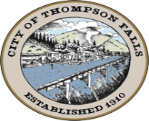 CITY OF THOMPSON FALLS
ESTABLISHED 1910